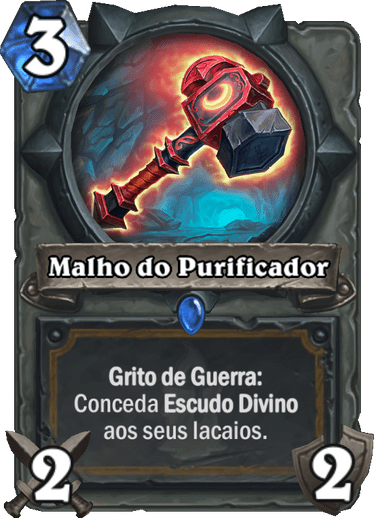 3
Malho do Purificador
Grito de Guerra:
Conceda Escudo Divino
aos seus lacaios.
2
2